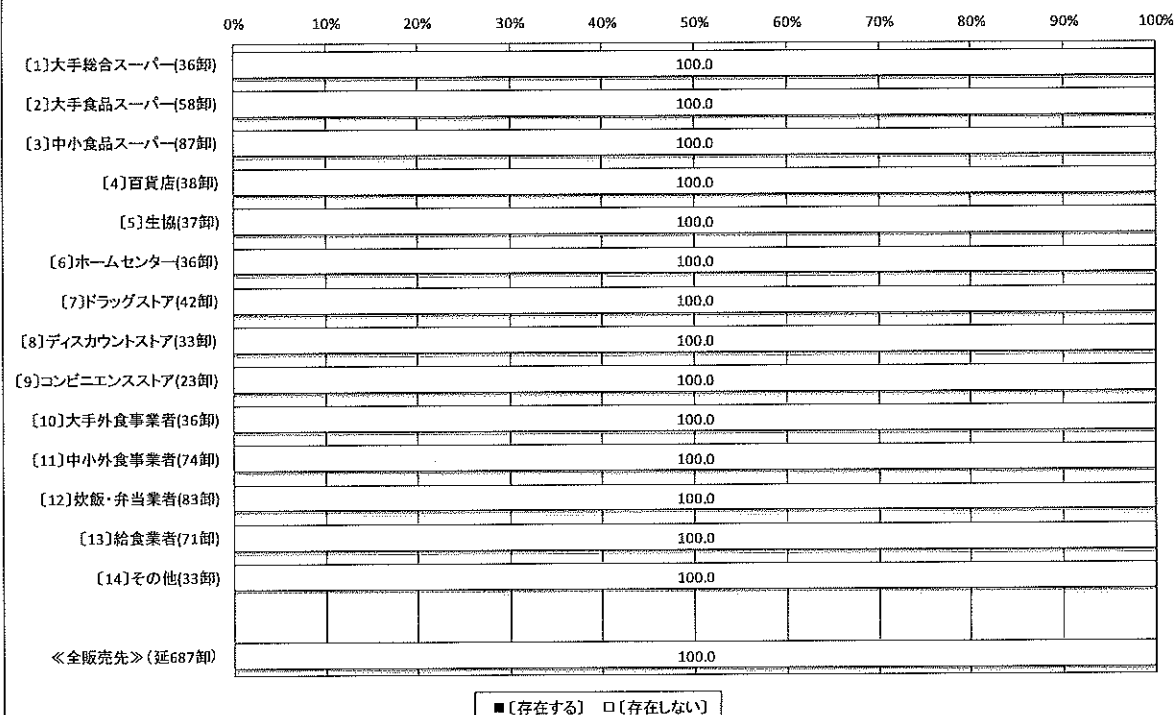 0% 10% 20% 30% 40% 50% 60% 70% 80% 90% 100%
〔1〕大手総合スーパー(36卸) 100.0
〔2〕大手食品スーパー(58卸) 100.0
〔3〕中小食品スーパー(87卸) 100.0
〔4〕百貨店(38卸) 100.0
〔5〕生協(37卸) 100.0
〔6〕ホームセンター(36卸) 100.0
〔7〕ドラッグストア(42卸) 100.0
〔8〕ディスカウントストア(33卸) 100.0
〔9〕コンビニエンスストア(23卸) 100.0
〔10〕大手外食事業者(36卸) 100.0
〔11〕中小外食事業者(74卸) 100.0
〔12〕炊飯・弁当業者(83卸) 100.0
〔13〕給食業者(71卸) 100.0
〔14〕その他(33卸) 100.0
≪全販売先≫(延687卸) 100.0
■〔存在する〕 □〔存在しない〕